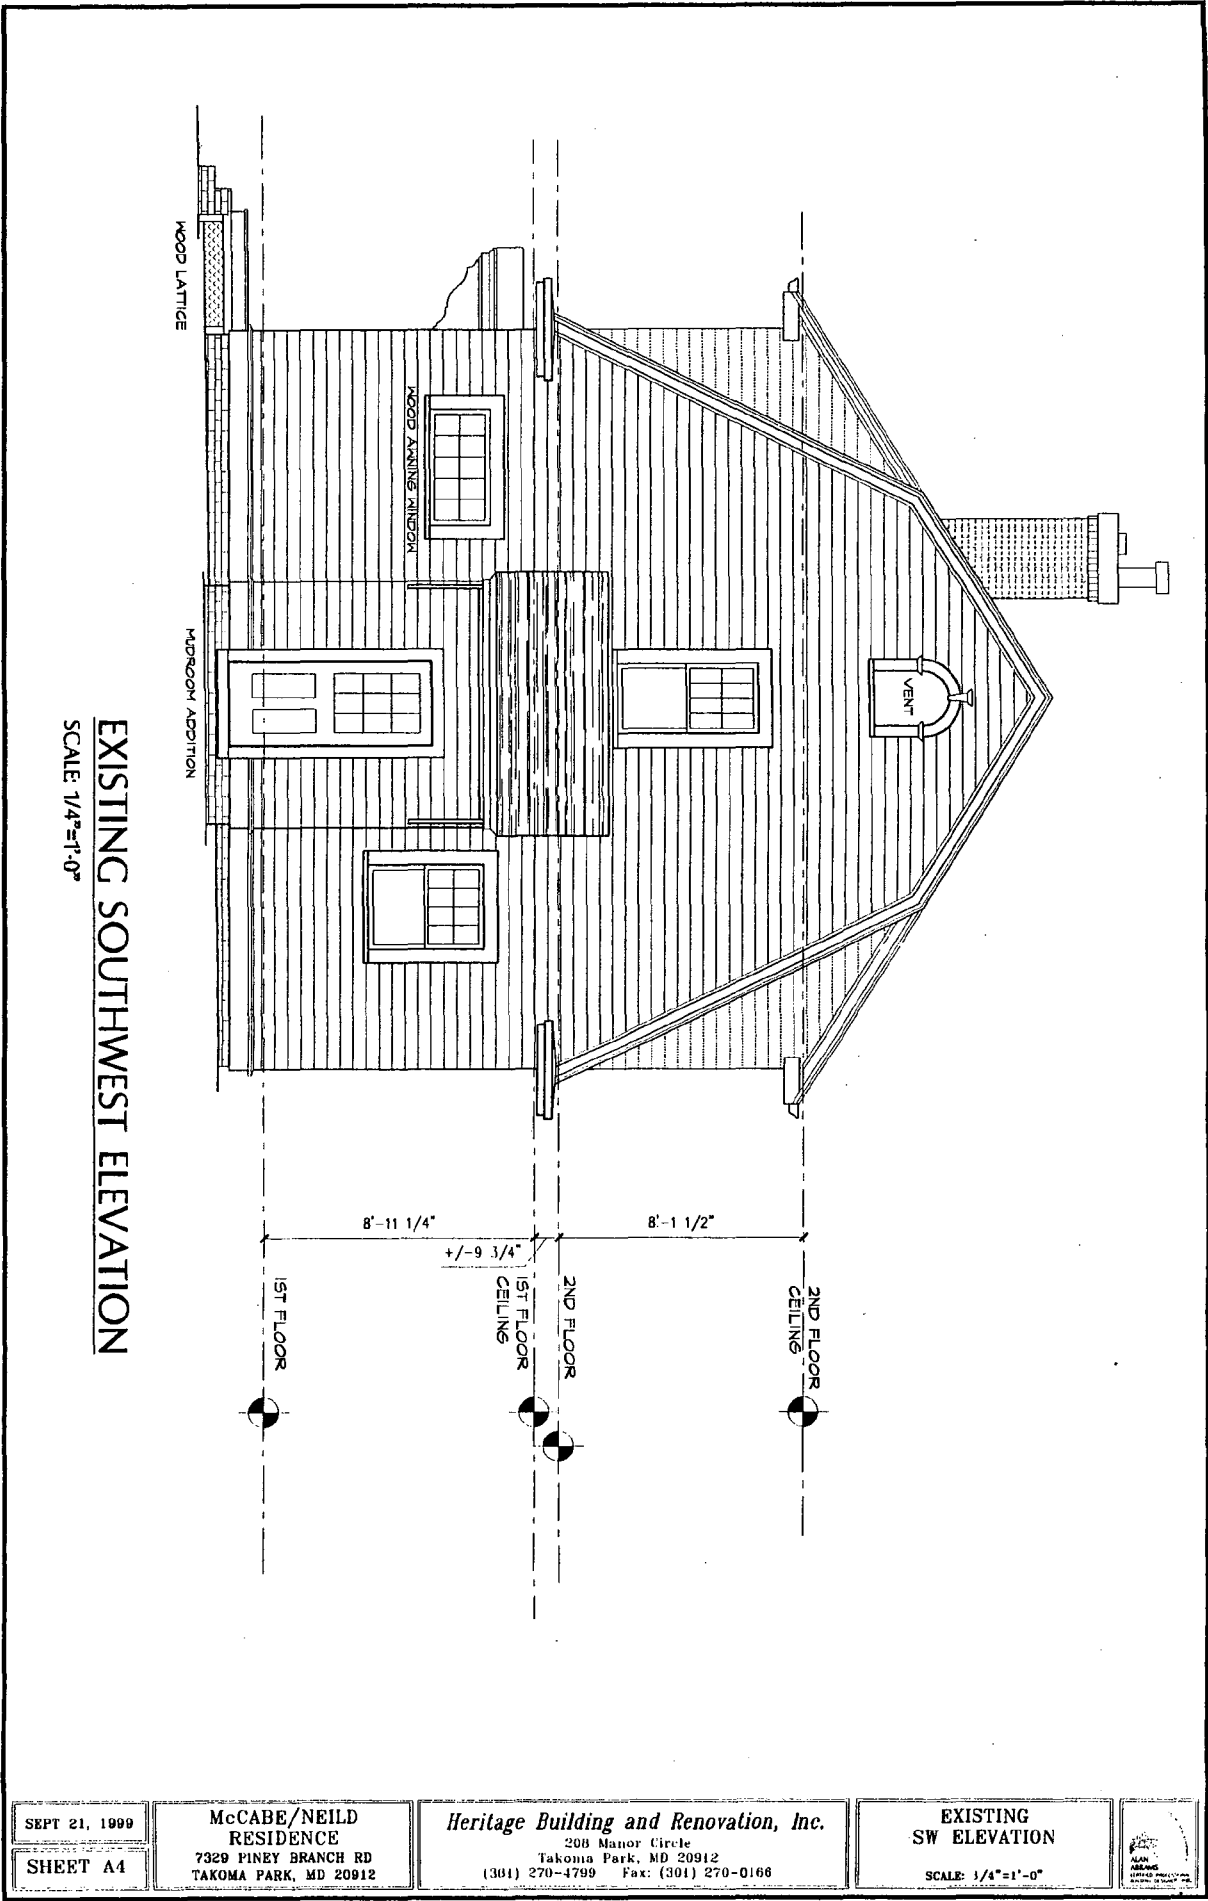 WOOD LATTICE
WOOD AWNING WINDOW
MUDROOM ADDITION
VENT
8'-11 1/4"
+/-9 3/4"
8'-1 1/2"
1ST FLOOR
1ST FLOOR
CEILING
2ND FLOOR
2ND FLOOR
CEILING
EXISTING SOUTHWEST ELEVATION
SCALE: 1/4"=1'-0"
SEPT 21, 1999
SHEET A4
McCABE/NEILD
RESIDENCE
7329 PINEY BRANCH RD
TAKOMA PARK, MD 20912
Heritage Building and Renovation, Inc.
208 Manor Circle
Takoma Park, MD 20912
(301) 270-4799 Fax: (301) 270-0166
EXISTING
SW ELEVATION
SCALE: 1/4"=1'-0"
ALAN
ABRAMS